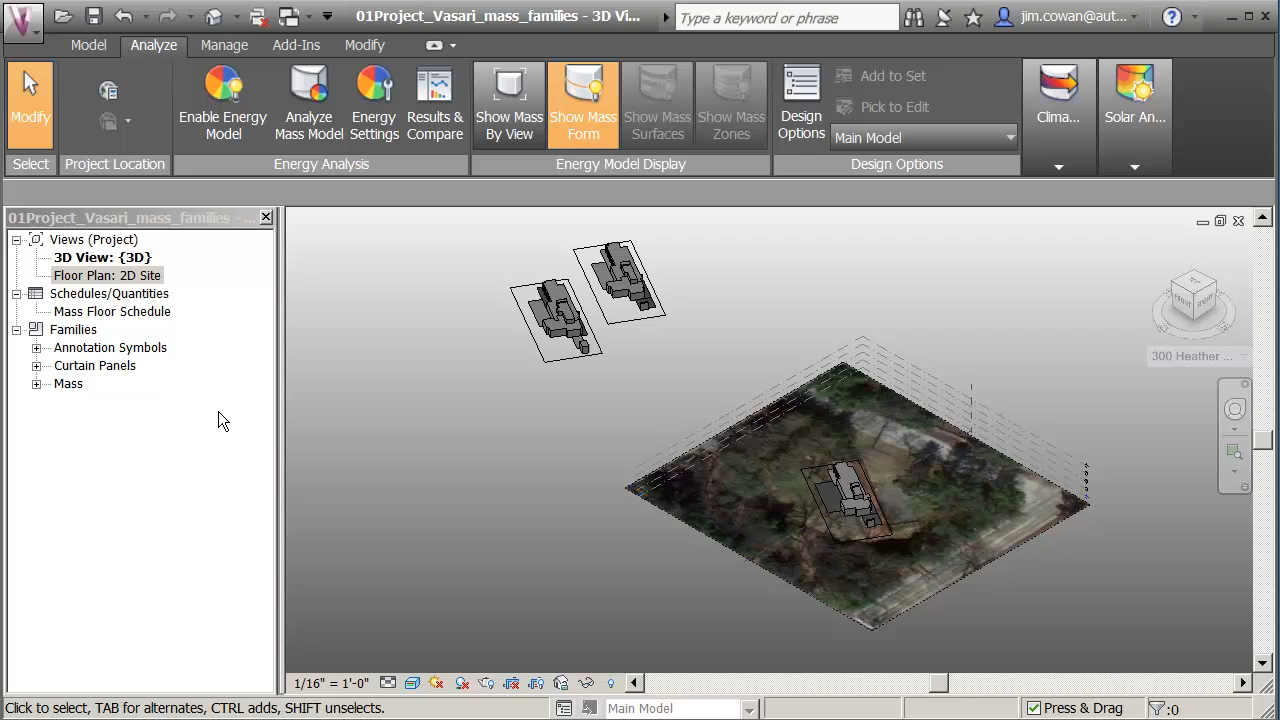 01Project_Vasari_mass_families - 3D Vi...
Type a keyword or phrase
jim.cowan@aut...
Model
Analyze
Manage
Add-Ins
Modify
Modify
Enable Energy
Model
Analyze
Mass Model
Energy
Settings
Results &
Compare
Show Mass
By View
Show Mass
Form
Show Mass
Surfaces
Show Mass
Zones
Design
Options
Add to Set
Pick to Edit
Main Model
Clima...
Solar An...
Select
Project Location
Energy Analysis
Energy Model Display
Design Options
01Project_Vasari_mass_families - ...
Views (Project)
3D View: {3D}
Floor Plan: 2D Site
Schedules/Quantities
Mass Floor Schedule
Families
Annotation Symbols
Curtain Panels
Mass
FRONT
RIGHT
300 Heather ...
1/16" = 1'-0"
Click to select, TAB for alternates, CTRL adds, SHIFT unselects.
Main Model
Press & Drag
:0